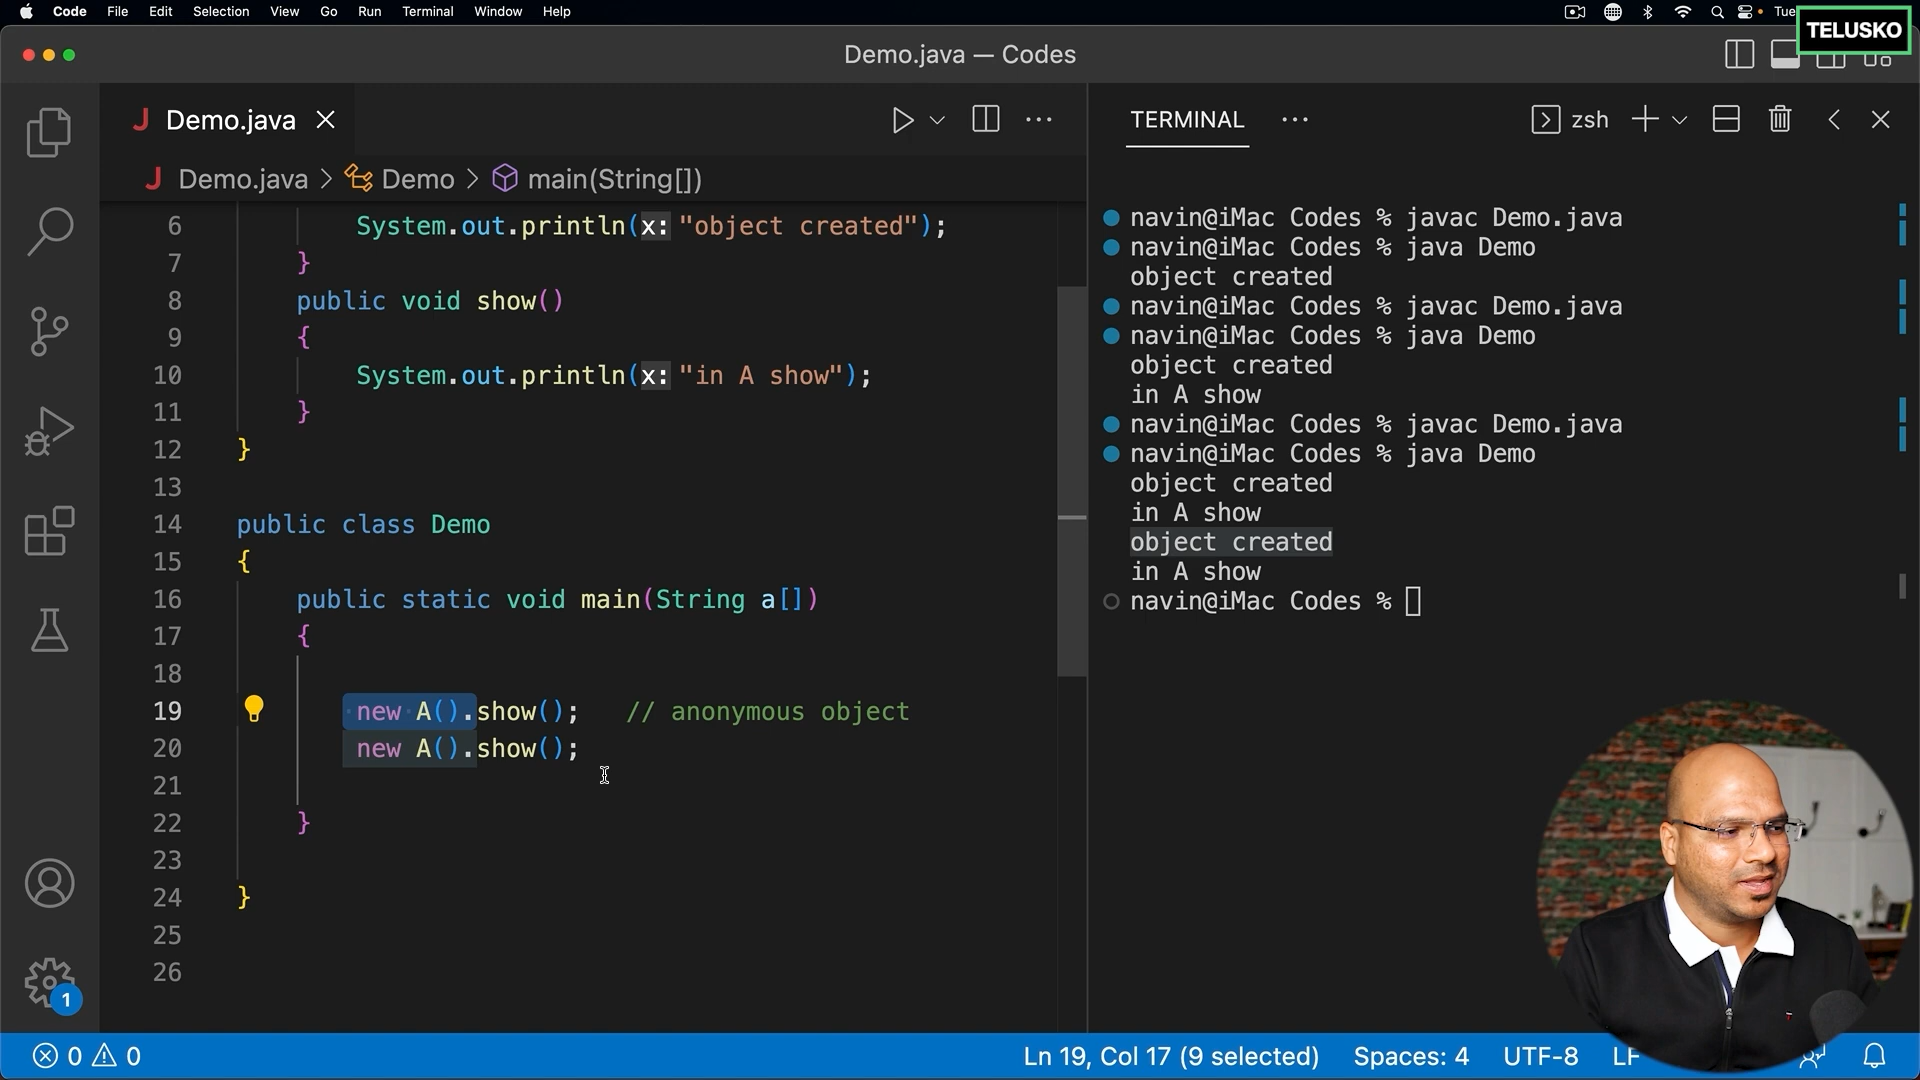 Code File Edit Selection View Go Run Terminal Window Help Tue
TELUSKO
Demo.java — Codes
Demo.java
Demo.java > Demo > main(String[])
6 System.out.println(x: "object created");
7 }
8 public void show()
9 {
10 System.out.println(x: "in A show");
11 }
12 }
13
14 public class Demo
15 {
16 public static void main(String a[])
17 {
18
19 new A().show(); // anonymous object
20 new A().show();
21
22 }
23
24 }
25
26
TERMINAL
zsh
navin@iMac Codes % javac Demo.java
navin@iMac Codes % java Demo
object created
navin@iMac Codes % javac Demo.java
navin@iMac Codes % java Demo
object created
in A show
navin@iMac Codes % javac Demo.java
navin@iMac Codes % java Demo
object created
in A show
object created
in A show
navin@iMac Codes %
1
0 0 Ln 19, Col 17 (9 selected) Spaces: 4 UTF-8 LF